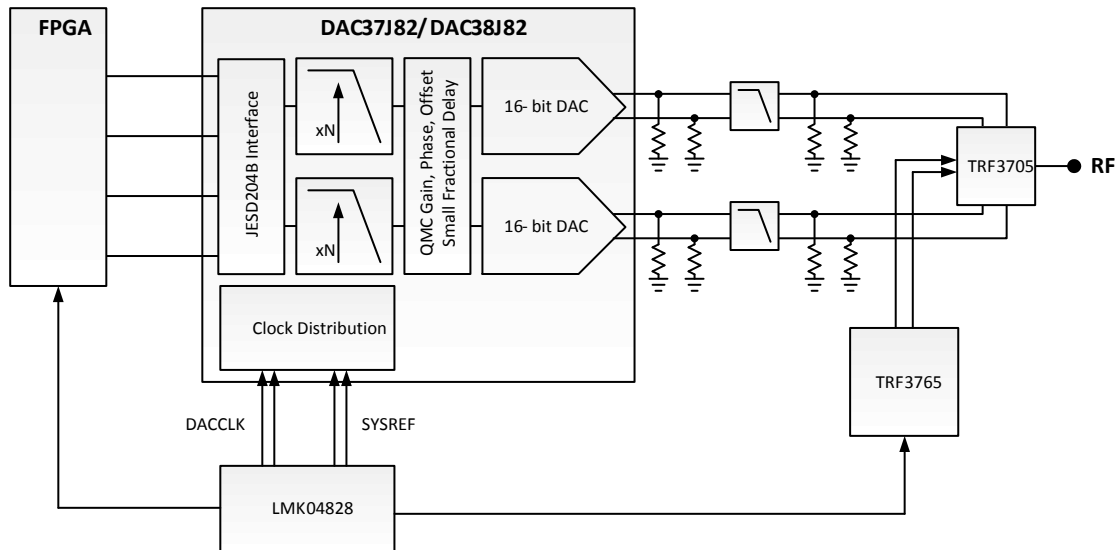 FPGA
DAC37J82/ DAC38J82
JESD204B Interface
xN
xN
QMC Gain, Phase, Offset
Small Fractional Delay
16- bit DAC
16- bit DAC
TRF3705
RF
Clock Distribution
TRF3765
DACCLK
SYSREF
LMK04828